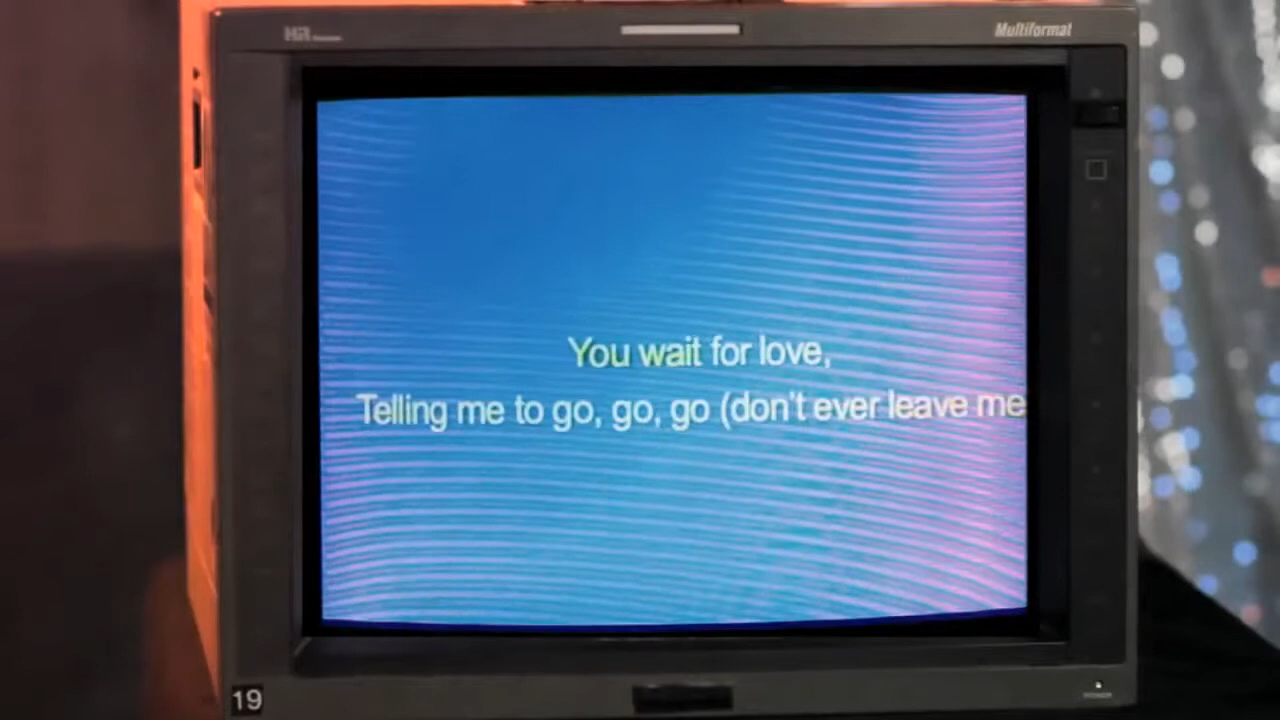 Multiformat
You wait for love,
Telling me to go, go, go (don't ever leave me
19